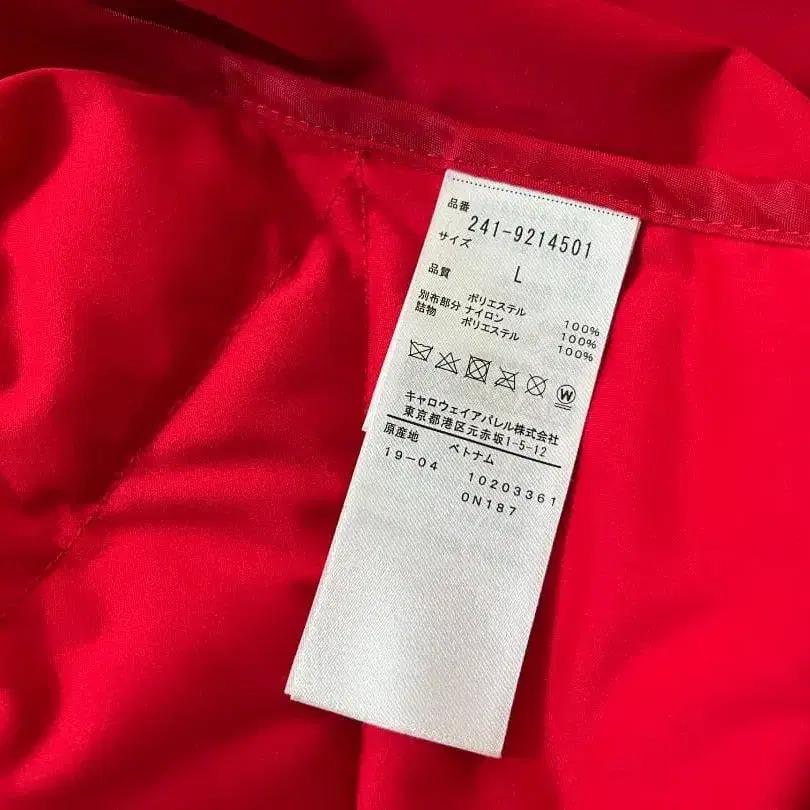 品番
241-9214501
サイズ
L
品質
ポリエステル 100%
別布部分 ナイロン 100%
詰物 ポリエステル 100%
W
キャロウェイアパレル株式会社
東京都港区元赤坂1-5-12
原産地 ベトナム
19-04 10203361
0N187